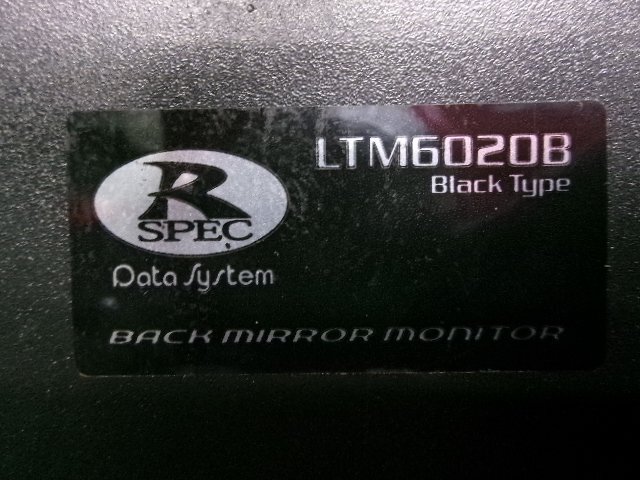 LTM6020B
Black Type
R
SPEC
Data System
BACK MIRROR MONITOR